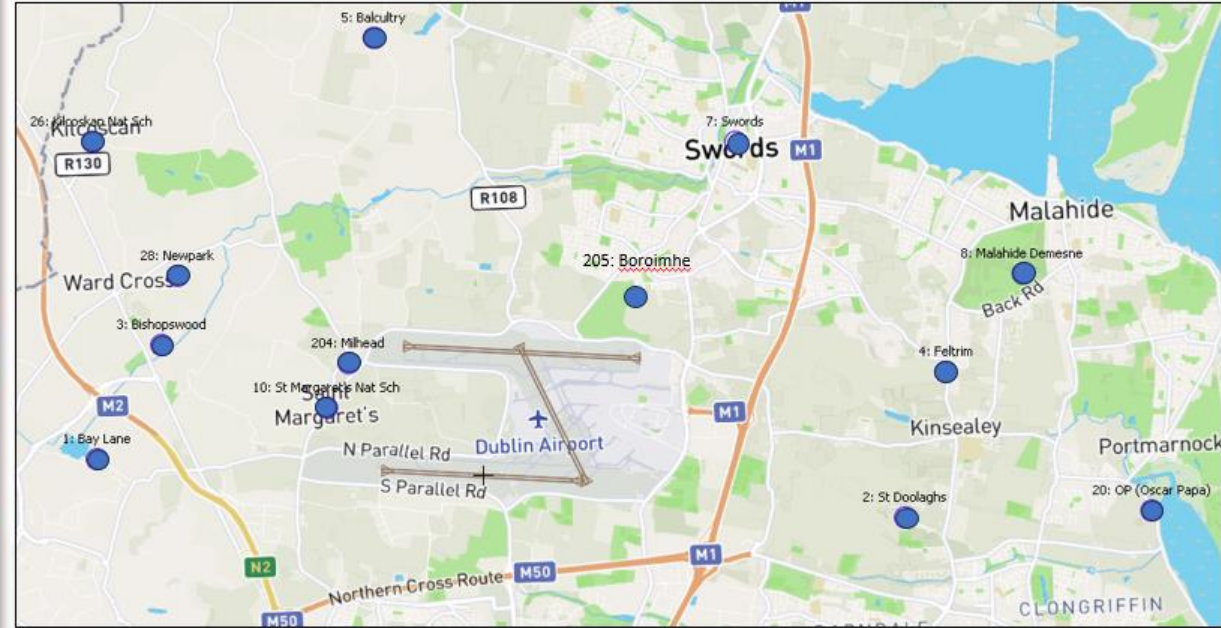 M1
5: Balcultry
26: Kilcoskan Nat Sch
Kilcoskan
7: Swords
Swords
M1
R130
R108
Malahide
28: Newpark
205: Boroimhe
8: Malahide Demesne
Ward Cross
Back Rd
3: Bishopswood
204: Milhead
4: Feltrim
10: St Margaret's Nat Sch
Saint
Margaret's
M2
M1
Kinsealey
1: Bay Lane
N Parallel Rd
Dublin Airport
Portmarnock
S Parallel Rd
2: St Doolaghs
20: OP (Oscar Papa)
N2
M50
M1
Northern Cross Route
M50
CLONGRIFFIN